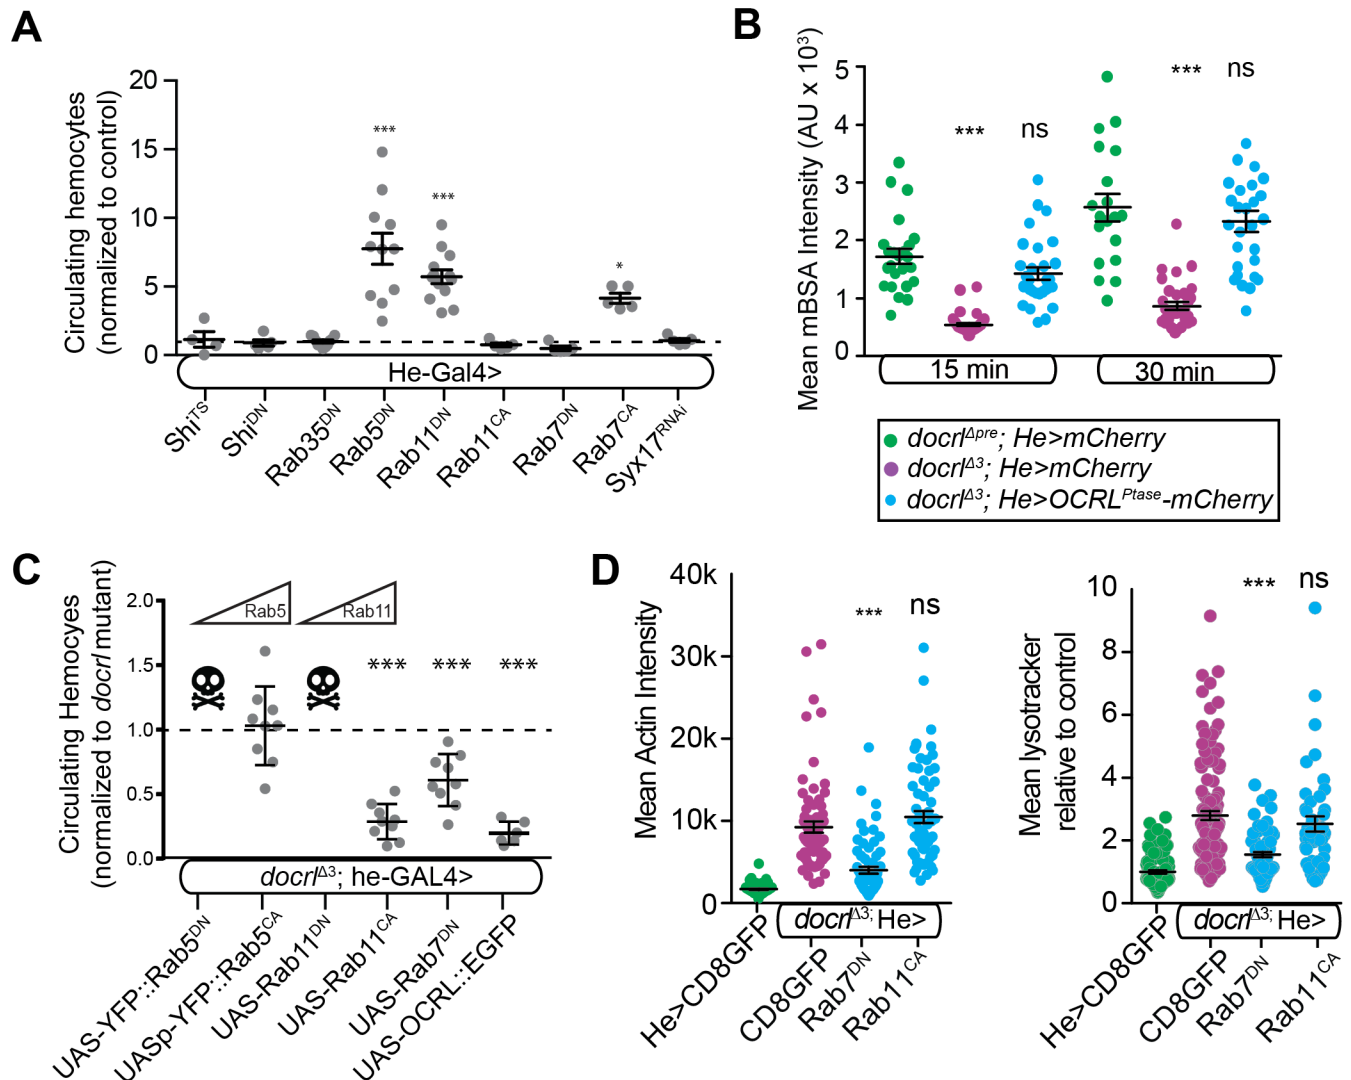 A
Circulating hemocytes
(normalized to control)
20
15
10
5
0
***
***
*
He-Gal4>
Shi^TS
Shi^DN
Rab35^DN
Rab5^DN
Rab11^DN
Rab11^CA
Rab7^DN
Rab7^CA
Syx17^RNAi
B
Mean mBSA Intensity (AU x 10^3)
5
4
3
2
1
0
***
ns
***
ns
15 min
30 min
docrl^Δpre; He>mCherry
docrl^Δ3; He>mCherry
docrl^Δ3; He>OCRL^Ptase-mCherry
C
Circulating Hemocyes
(normalized to docrl mutant)
2.0
1.5
1.0
0.5
0.0
Rab5
Rab11
***
***
***
docrl^Δ3; he-GAL4>
UAS-YFP::Rab5^DN
UASp-YFP::Rab5^CA
UAS-Rab11^DN
UAS-Rab11^CA
UAS-Rab7^DN
UAS-OCRL::EGFP
D
Mean Actin Intensity
40k
30k
20k
10k
0
***
ns
docrl^Δ3; He>
He>CD8GFP
CD8GFP
Rab7^DN
Rab11^CA
Mean lysotracker
relative to control
10
8
6
4
2
0
***
ns
docrl^Δ3; He>
He>CD8GFP
CD8GFP
Rab7^DN
Rab11^CA